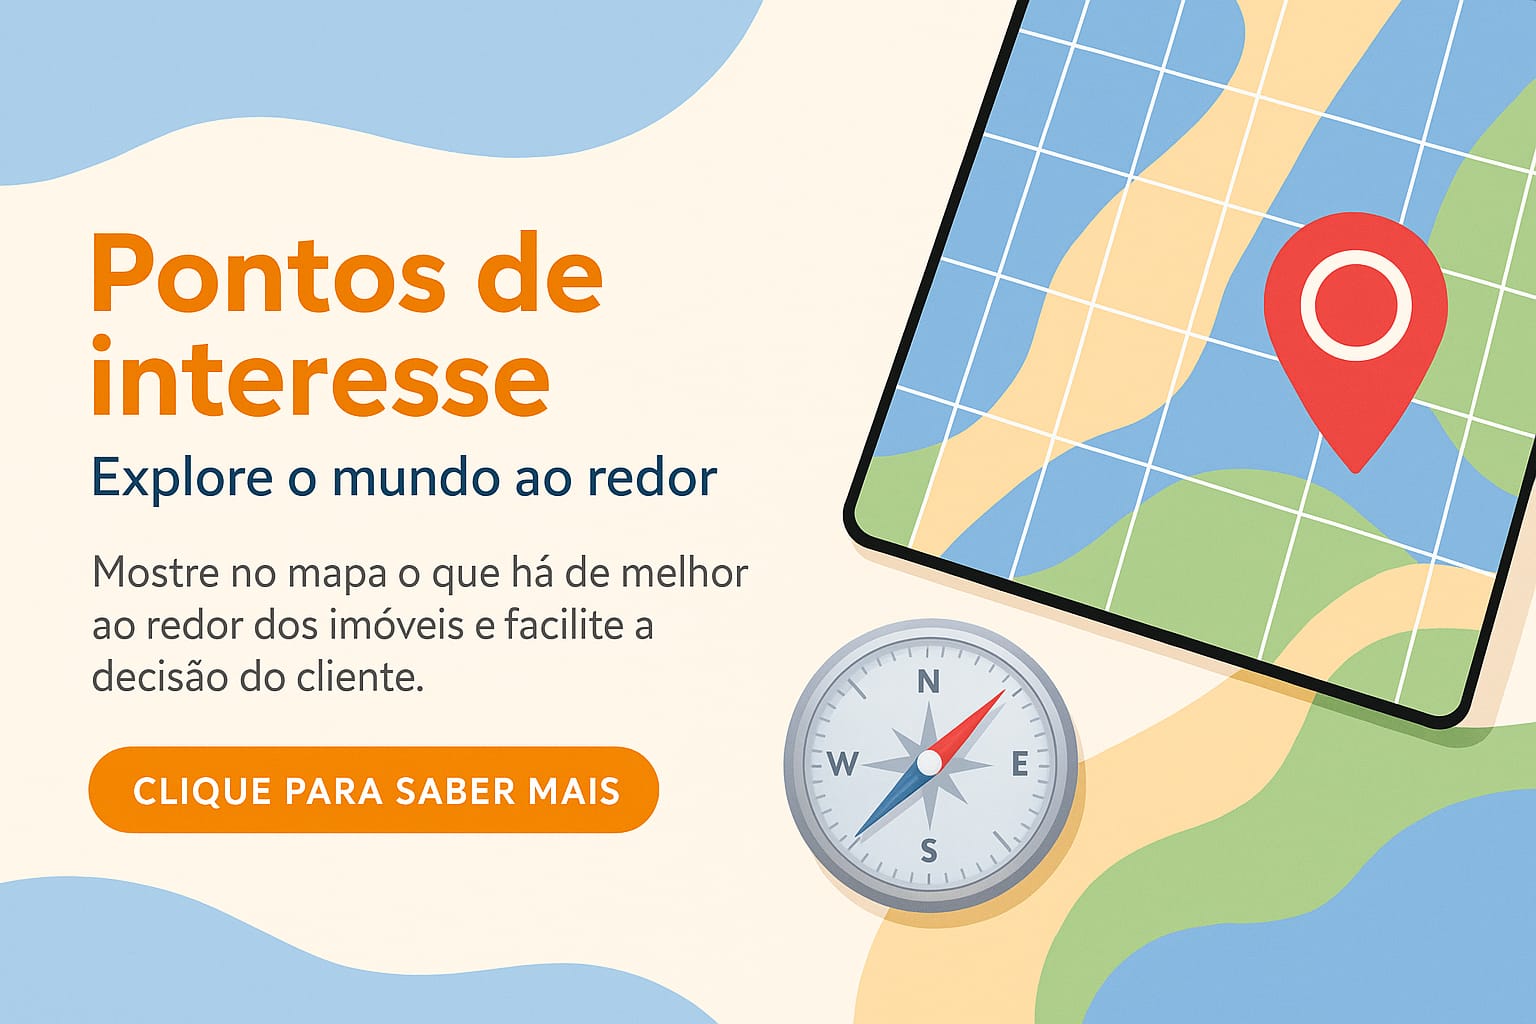 Pontos de
interesse
Explore o mundo ao redor
Mostre no mapa o que há de melhor
ao redor dos imóveis e facilite a
decisão do cliente.
CLIQUE PARA SABER MAIS
N
W
E
S